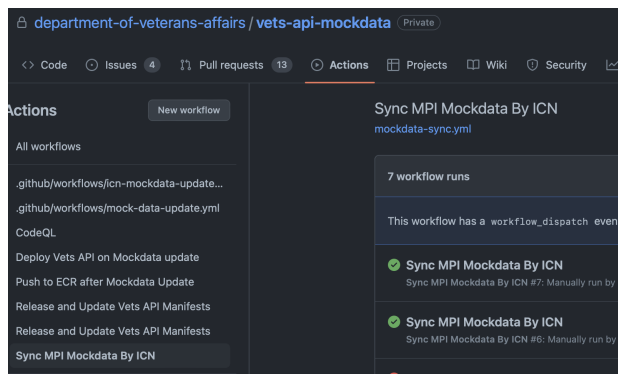 department-of-veterans-affairs / vets-api-mockdata Private
Code Issues 4 Pull requests 13 Actions Projects Wiki Security
Actions
New workflow
All workflows
.github/workflows/icn-mockdata-update...
.github/workflows/mock-data-update.yml
CodeQL
Deploy Vets API on Mockdata update
Push to ECR after Mockdata Update
Release and Update Vets API Manifests
Release and Update Vets API Manifests
Sync MPI Mockdata By ICN
Sync MPI Mockdata By ICN
mockdata-sync.yml
7 workflow runs
This workflow has a workflow_dispatch even
Sync MPI Mockdata By ICN
Sync MPI Mockdata By ICN #7: Manually run by
Sync MPI Mockdata By ICN
Sync MPI Mockdata By ICN #6: Manually run by